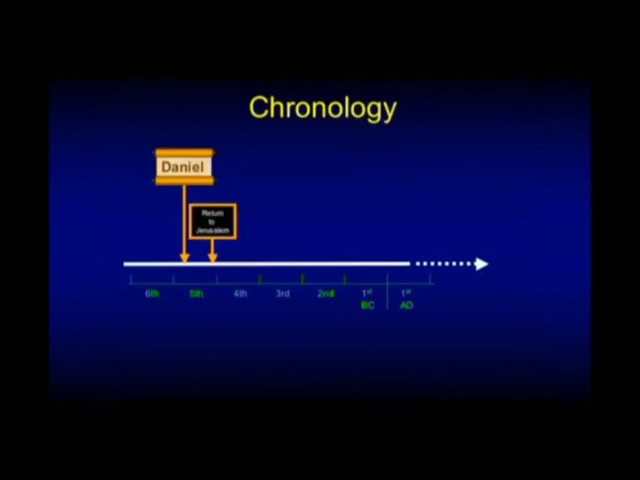 Chronology
Daniel
Return
to
Jerusalem
6th 5th 4th 3rd 2nd 1st 1st
BC AD